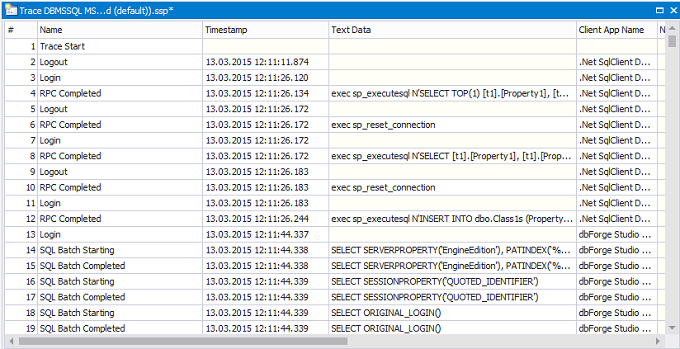 Trace DBMSSQL MS...d (default)).ssp*
# Name Timestamp Text Data Client App Name N
1 Trace Start
2 Logout 13.03.2015 12:11:11.874 .Net SqlClient D...
3 Login 13.03.2015 12:11:26.120 .Net SqlClient D...
4 RPC Completed 13.03.2015 12:11:26.134 exec sp_executesql N'SELECT TOP(1) [t1].[Property1], [t... .Net SqlClient D...
5 Logout 13.03.2015 12:11:26.172 .Net SqlClient D...
6 RPC Completed 13.03.2015 12:11:26.172 exec sp_reset_connection .Net SqlClient D...
7 Login 13.03.2015 12:11:26.172 .Net SqlClient D...
8 RPC Completed 13.03.2015 12:11:26.172 exec sp_executesql N'SELECT [t1].[Property1], [t1].[Prop... .Net SqlClient D...
9 Logout 13.03.2015 12:11:26.183 .Net SqlClient D...
10 RPC Completed 13.03.2015 12:11:26.183 exec sp_reset_connection .Net SqlClient D...
11 Login 13.03.2015 12:11:26.183 .Net SqlClient D...
12 RPC Completed 13.03.2015 12:11:26.244 exec sp_executesql N'INSERT INTO dbo.Class1s (Property... .Net SqlClient D...
13 Login 13.03.2015 12:11:44.337 dbForge Studio ...
14 SQL Batch Starting 13.03.2015 12:11:44.338 SELECT SERVERPROPERTY('EngineEdition'), PATINDEX('%... dbForge Studio ...
15 SQL Batch Completed 13.03.2015 12:11:44.338 SELECT SERVERPROPERTY('EngineEdition'), PATINDEX('%... dbForge Studio ...
16 SQL Batch Starting 13.03.2015 12:11:44.339 SELECT SESSIONPROPERTY('QUOTED_IDENTIFIER') dbForge Studio ...
17 SQL Batch Completed 13.03.2015 12:11:44.339 SELECT SESSIONPROPERTY('QUOTED_IDENTIFIER') dbForge Studio ...
18 SQL Batch Starting 13.03.2015 12:11:44.339 SELECT ORIGINAL_LOGIN() dbForge Studio ...
19 SQL Batch Completed 13.03.2015 12:11:44.339 SELECT ORIGINAL_LOGIN() dbForge Studio ...